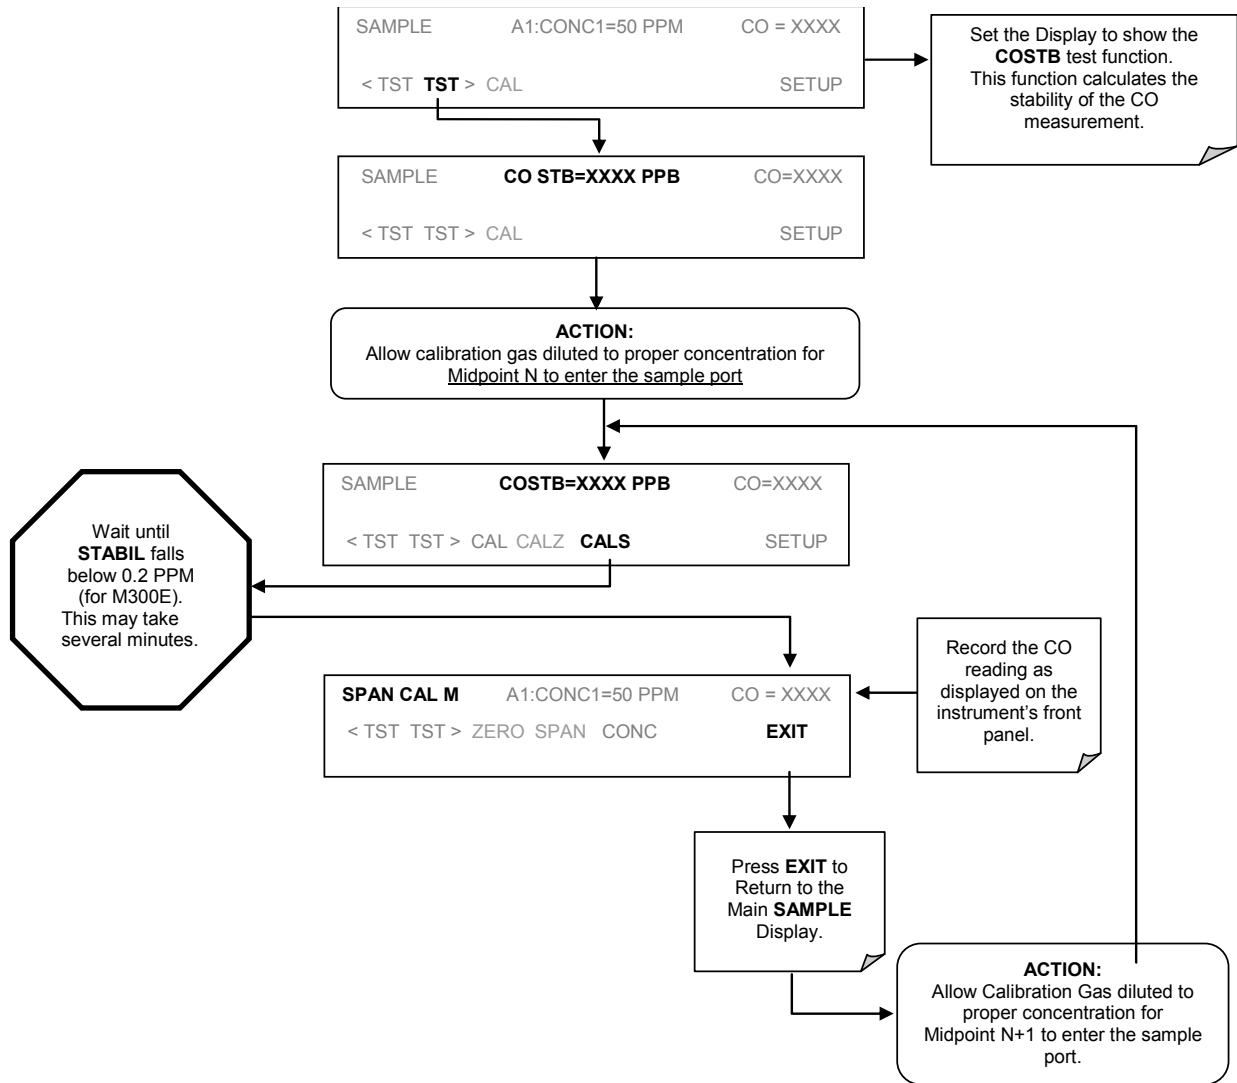 SAMPLE A1:CONC1=50 PPM CO = XXXX
< TST TST > CAL SETUP
Set the Display to show the
COSTB test function.
This function calculates the
stability of the CO
measurement.
SAMPLE CO STB=XXXX PPB CO=XXXX
< TST TST > CAL SETUP
ACTION:
Allow calibration gas diluted to proper concentration for
Midpoint N to enter the sample port
SAMPLE COSTB=XXXX PPB CO=XXXX
< TST TST > CAL CALZ CALS SETUP
Wait until
STABIL falls
below 0.2 PPM
(for M300E).
This may take
several minutes.
SPAN CAL M A1:CONC1=50 PPM CO = XXXX
< TST TST > ZERO SPAN CONC EXIT
Record the CO
reading as
displayed on the
instrument's front
panel.
Press EXIT to
Return to the
Main SAMPLE
Display.
ACTION:
Allow Calibration Gas diluted to
proper concentration for
Midpoint N+1 to enter the sample
port.